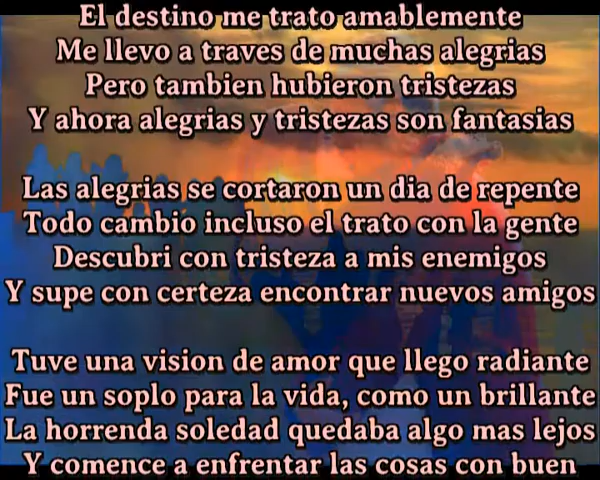 El destino me trato amablemente
Me llevo a traves de muchas alegrias
Pero tambien hubieron tristezas
Y ahora alegrias y tristezas son fantasias
Las alegrias se cortaron un dia de repente
Todo cambio incluso el trato con la gente
Descubri con tristeza a mis enemigos
Y supe con certeza encontrar nuevos amigos
Tuve una vision de amor que llego radiante
Fue un soplo para la vida, como un brillante
La horrenda soledad quedaba algo mas lejos
Y comence a enfrentar las cosas con buen